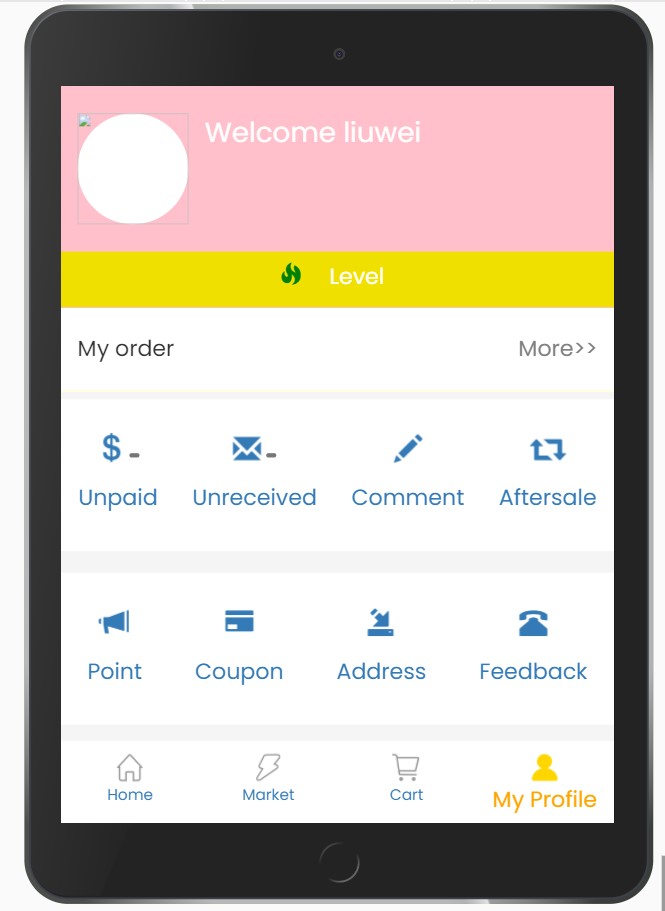 Welcome liuwei
Level
My order More>>
Unpaid Unreceived Comment Aftersale
Point Coupon Address Feedback
Home Market Cart My Profile